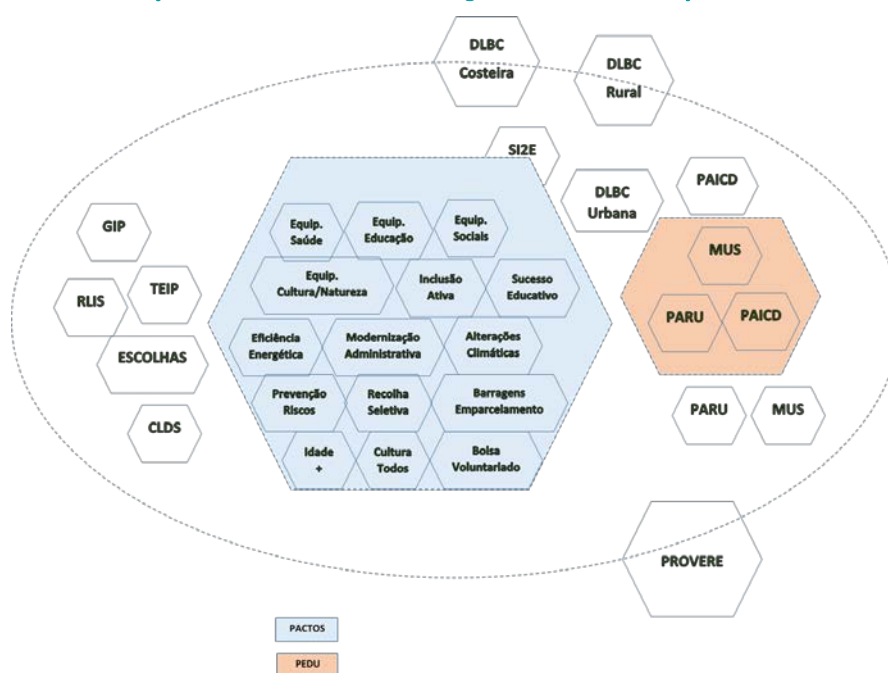 DLBC
Costeira
DLBC
Rural
SI2E
DLBC
Urbana
PAICD
GIP
Equip.
Saúde
Equip.
Educação
Equip.
Sociais
MUS
Equip.
Cultura/Natureza
Inclusão
Ativa
Sucesso
Educativo
TEIP
RLIS
PARU
PAICD
Eficiência
Energética
Modernização
Administrativa
Alterações
Climáticas
ESCOLHAS
Prevenção
Riscos
Recolha
Seletiva
Barragens
Emparcelamento
PARU
MUS
CLDS
Idade
+
Cultura
Todos
Bolsa
Voluntariado
PROVERE
PACTOS
PEDU